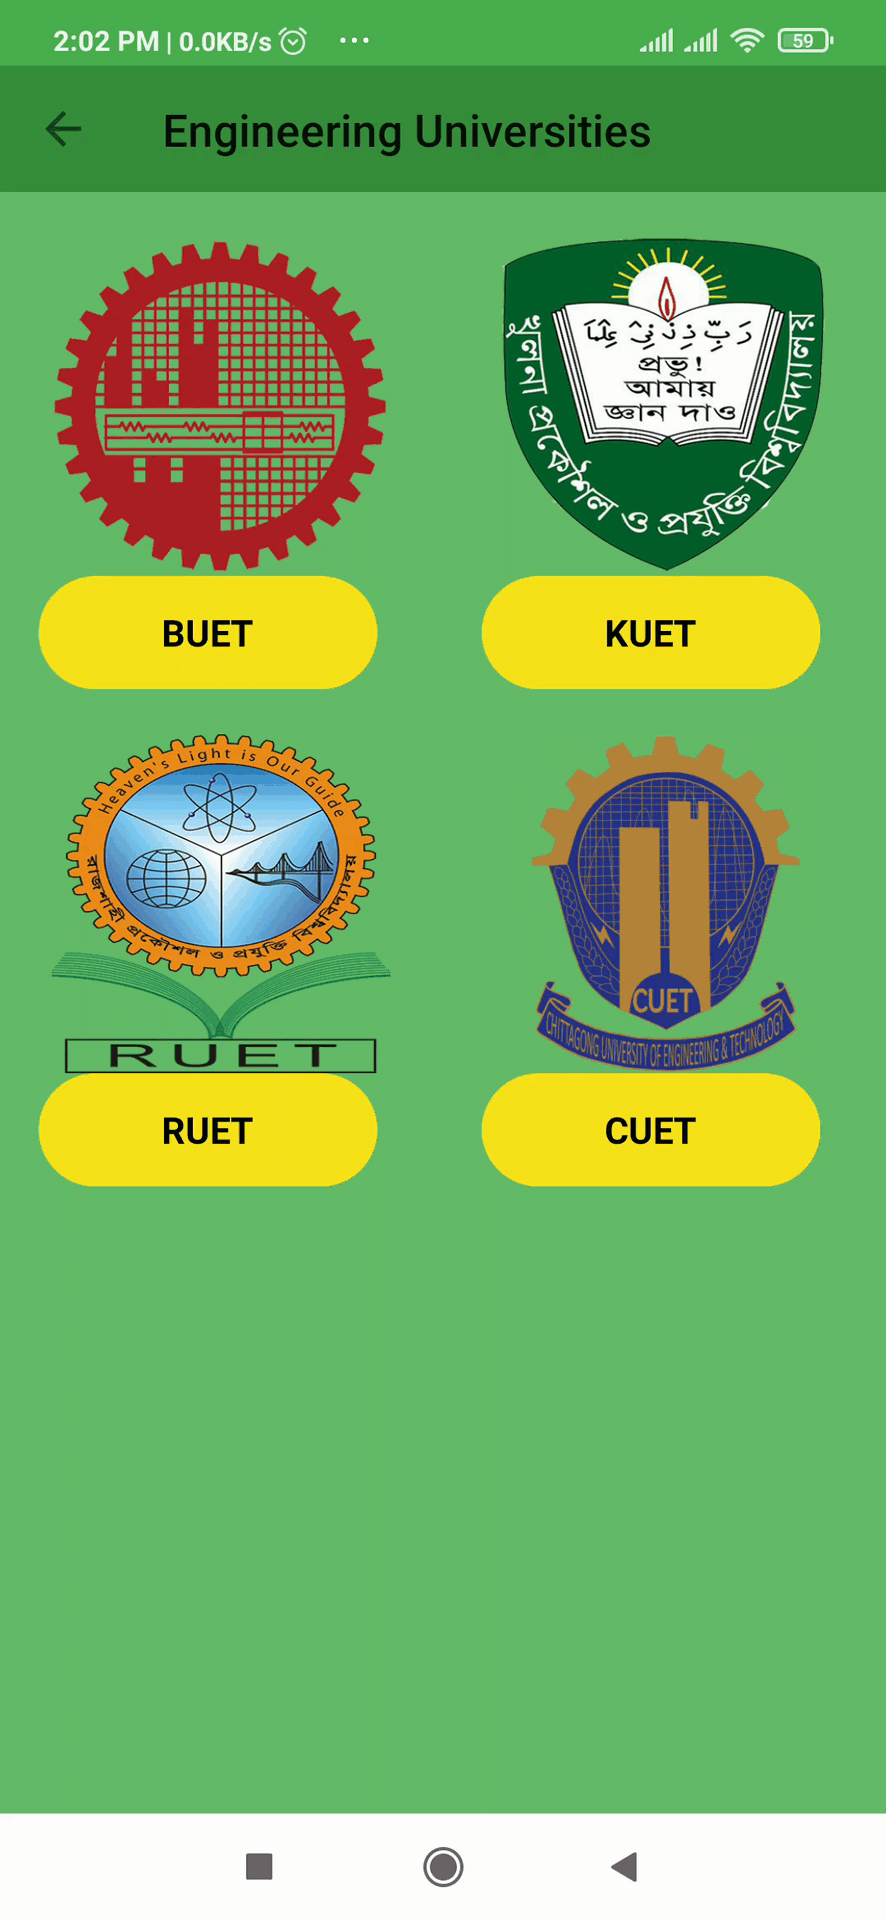 2:02 PM | 0.0KB/s ...
59
Engineering Universities
رَبِّ زِدْنِيْ عِلْمًا
প্রভু!
আমায়
জ্ঞান দাও
খুলনা প্রকৌশল ও প্রযুক্তি বিশ্ববিদ্যালয়
BUET
KUET
Heaven's Light is Our Guide
রাজশাহী প্রকৌশল ও প্রযুক্তি বিশ্ববিদ্যালয়
RUET
CUET
CHITTAGONG UNIVERSITY OF ENGINEERING & TECHNOLOGY
RUET
CUET